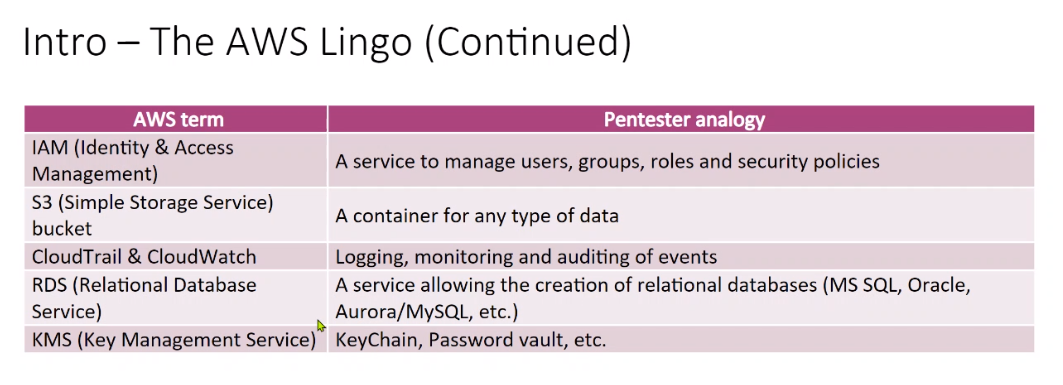 Intro – The AWS Lingo (Continued)
AWS term
Pentester analogy
IAM (Identity & Access
Management)
A service to manage users, groups, roles and security policies
S3 (Simple Storage Service)
bucket
A container for any type of data
CloudTrail & CloudWatch
Logging, monitoring and auditing of events
RDS (Relational Database
Service)
A service allowing the creation of relational databases (MS SQL, Oracle,
Aurora/MySQL, etc.)
KMS (Key Management Service)
KeyChain, Password vault, etc.